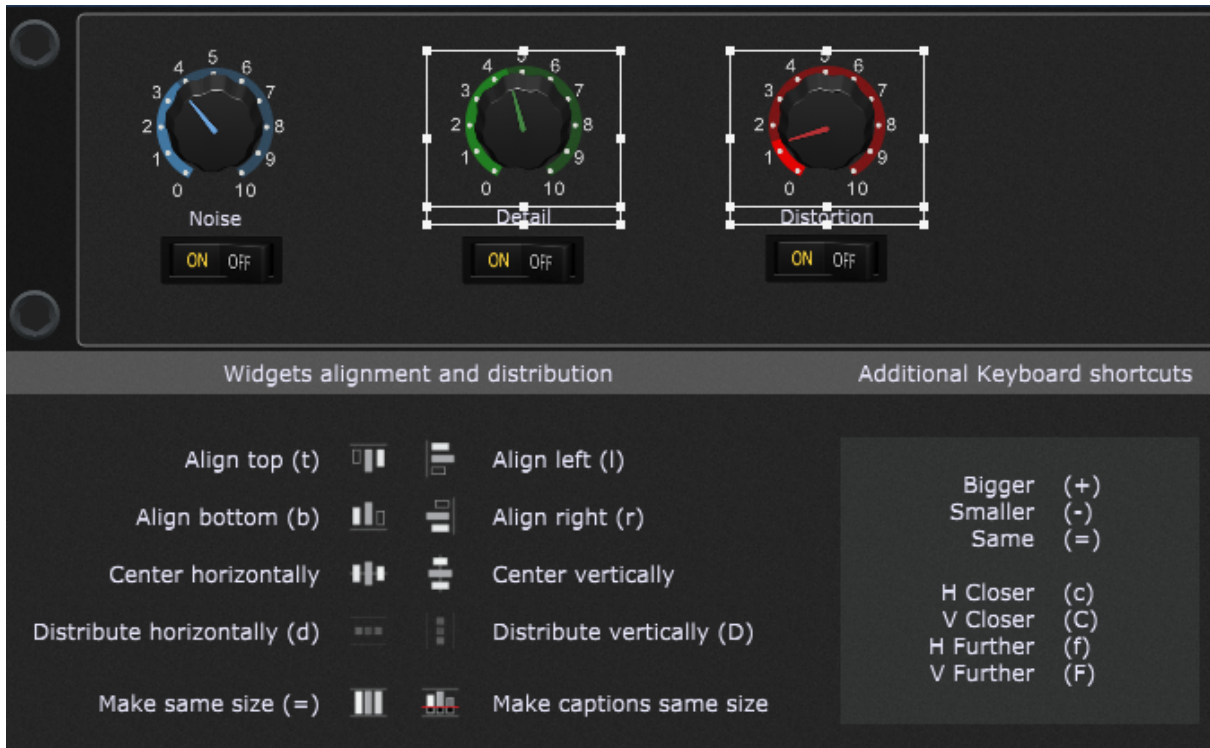 5
4 6
3 7
2 8
1 9
0 10
Noise
ON OFF
5
4 6
3 7
2 8
1 9
0 10
Detail
ON OFF
5
4 6
3 7
2 8
1 9
0 10
Distortion
ON OFF
Widgets alignment and distribution
Align top (t)
Align left (l)
Align bottom (b)
Align right (r)
Center horizontally
Center vertically
Distribute horizontally (d)
Distribute vertically (D)
Make same size (=)
Make captions same size
Additional Keyboard shortcuts
Bigger (+)
Smaller (-)
Same (=)
H Closer (c)
V Closer (C)
H Further (f)
V Further (F)